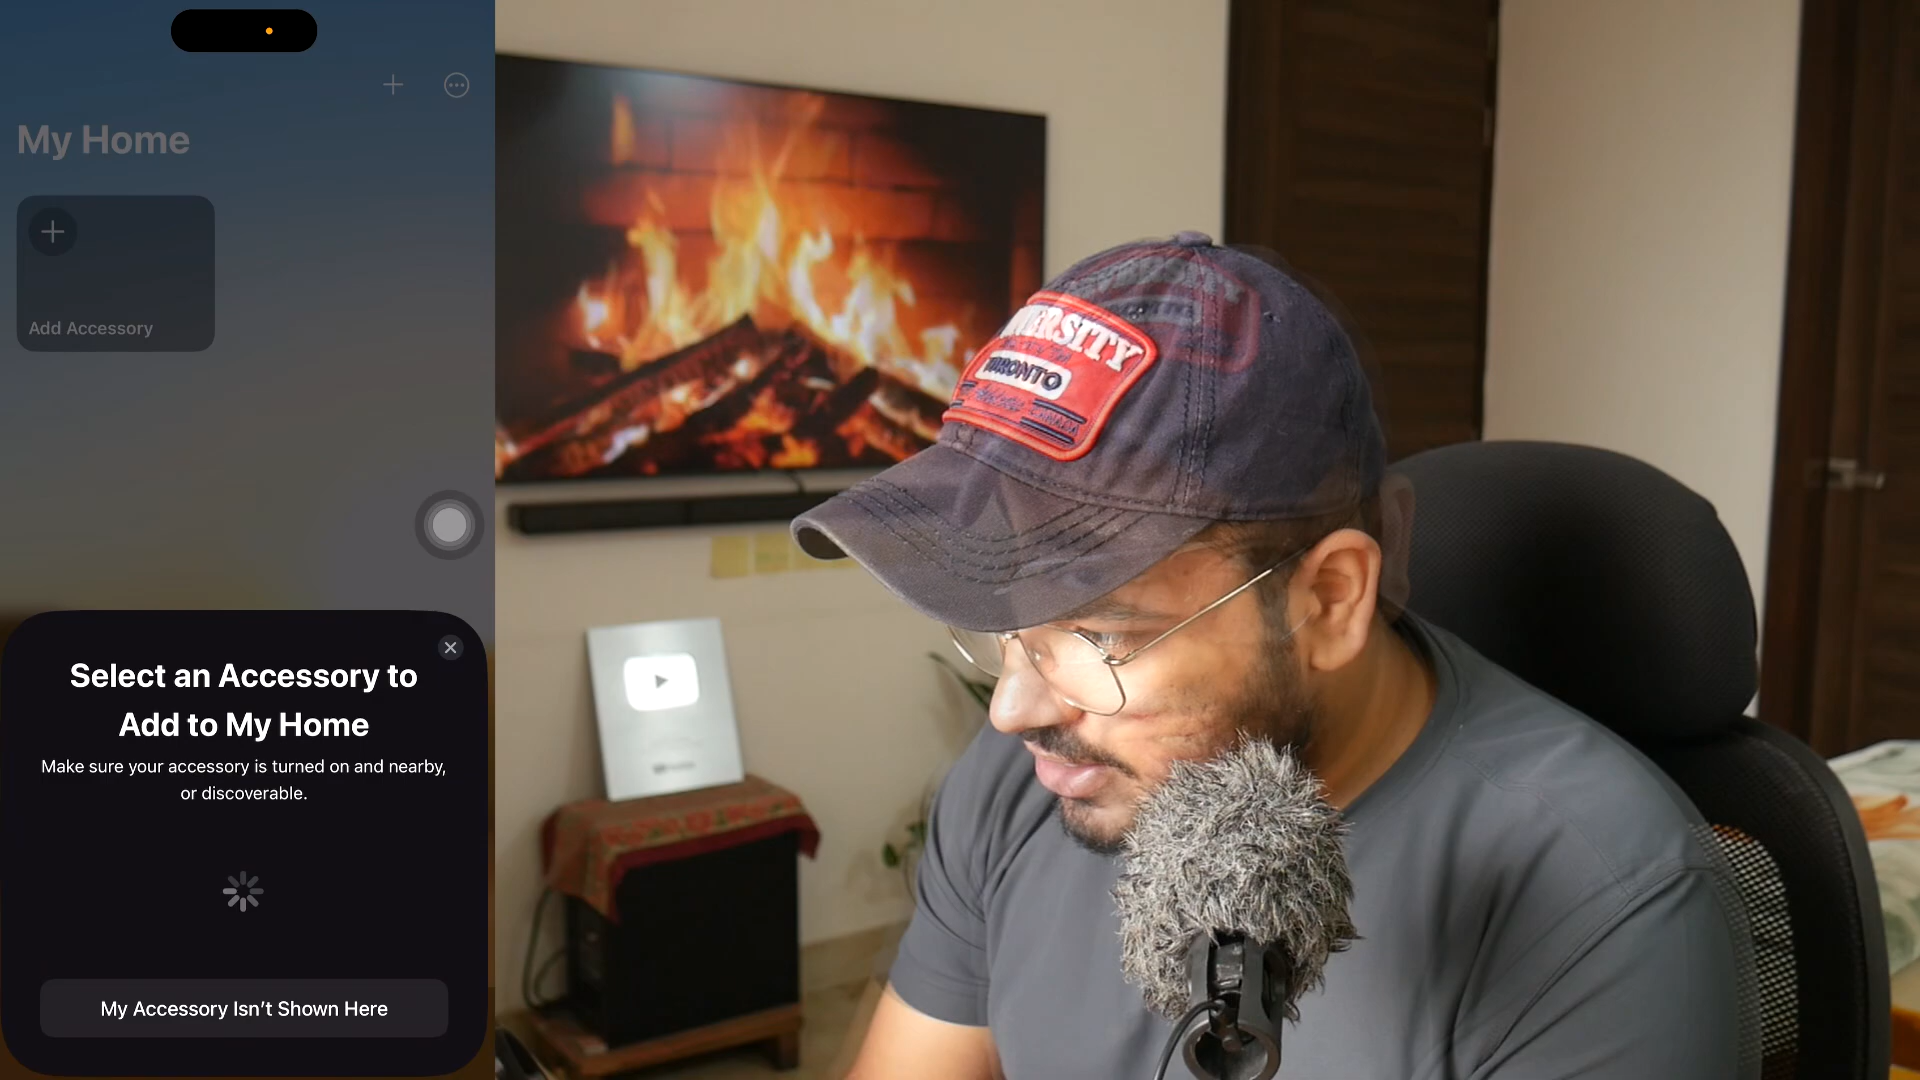 My Home
Add Accessory
Select an Accessory to
Add to My Home
Make sure your accessory is turned on and nearby,
or discoverable.
My Accessory Isn’t Shown Here
TORONTO
CANADA